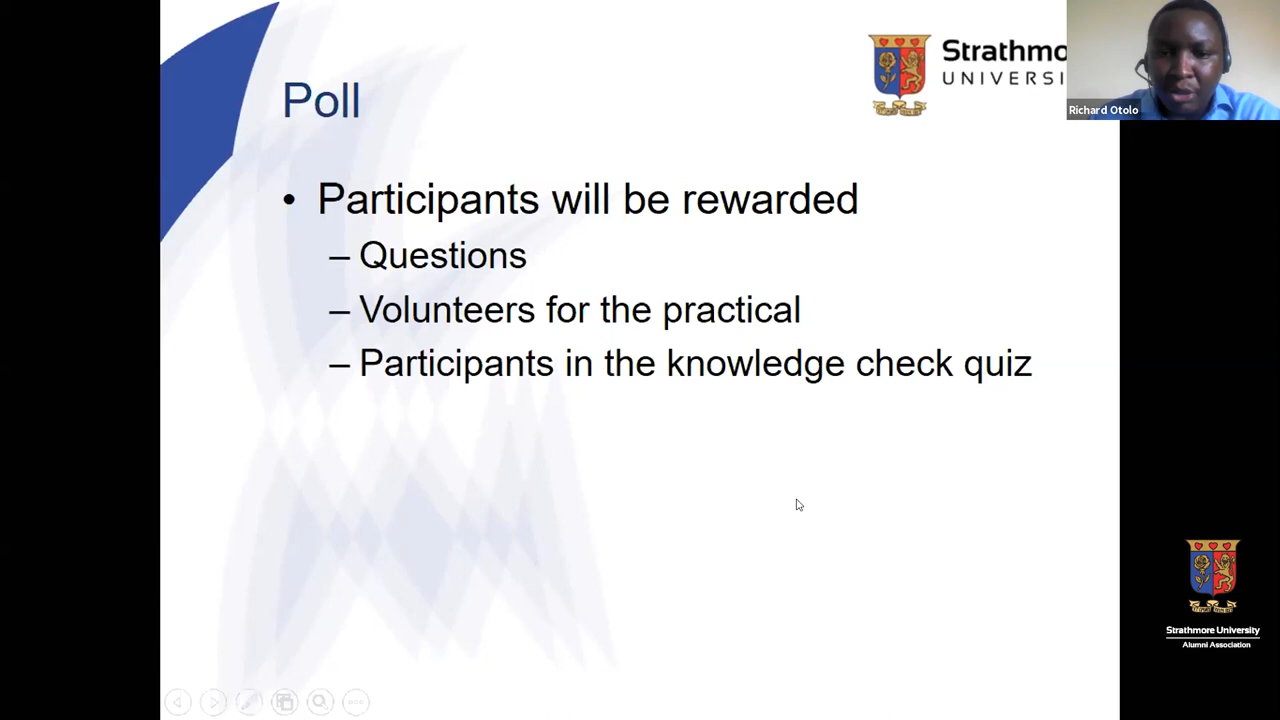 Poll
Strathmo
UNIVERSI
Richard Otolo
• Participants will be rewarded
– Questions
– Volunteers for the practical
– Participants in the knowledge check quiz
Strathmore University
Alumni Association